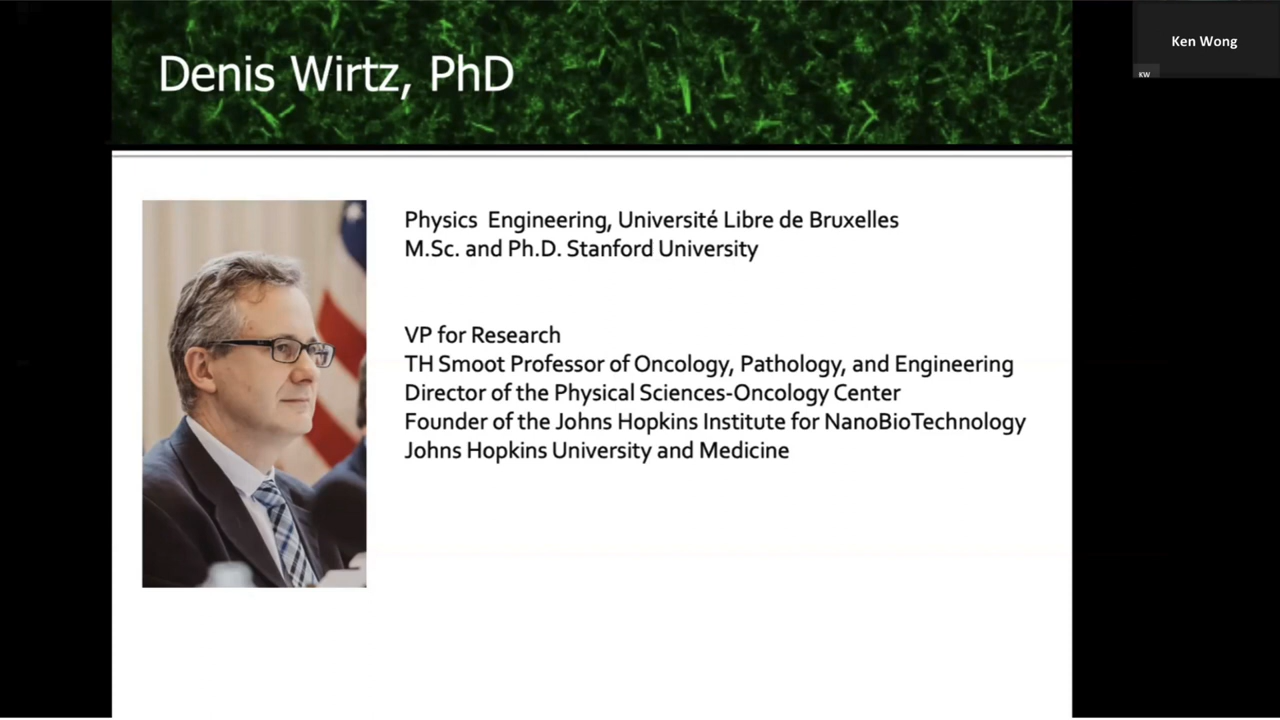 Denis Wirtz, PhD
Ken Wong
KW
Physics  Engineering, Université Libre de Bruxelles
M.Sc. and Ph.D. Stanford University
VP for Research
TH Smoot Professor of Oncology, Pathology, and Engineering
Director of the Physical Sciences-Oncology Center
Founder of the Johns Hopkins Institute for NanoBioTechnology
Johns Hopkins University and Medicine